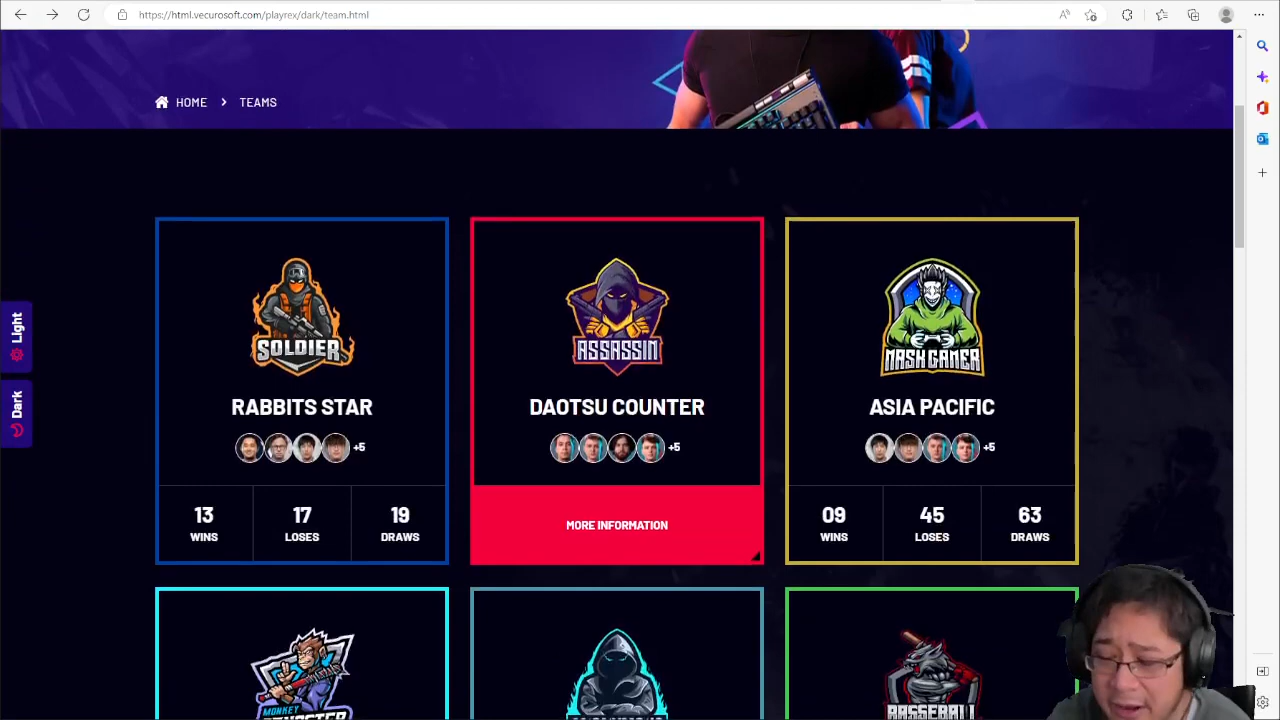 https://html.vecurosoft.com/playrex/dark/team.html
HOME > TEAMS
Light
Dark
SOLDIER
RABBITS STAR
+5
13 17 19
WINS LOSES DRAWS
ASSASSIN
DAOTSU COUNTER
+5
MORE INFORMATION
MASH GAMER
ASIA PACIFIC
+5
09 45 63
WINS LOSES DRAWS
MONKEY